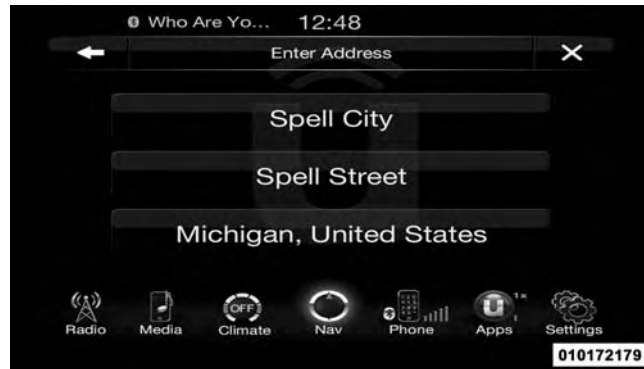 Who Are Yo... 12:48
Enter Address
Spell City
Spell Street
Michigan, United States
OFF 1x
Radio Media Climate Nav Phone Apps Settings
010172179